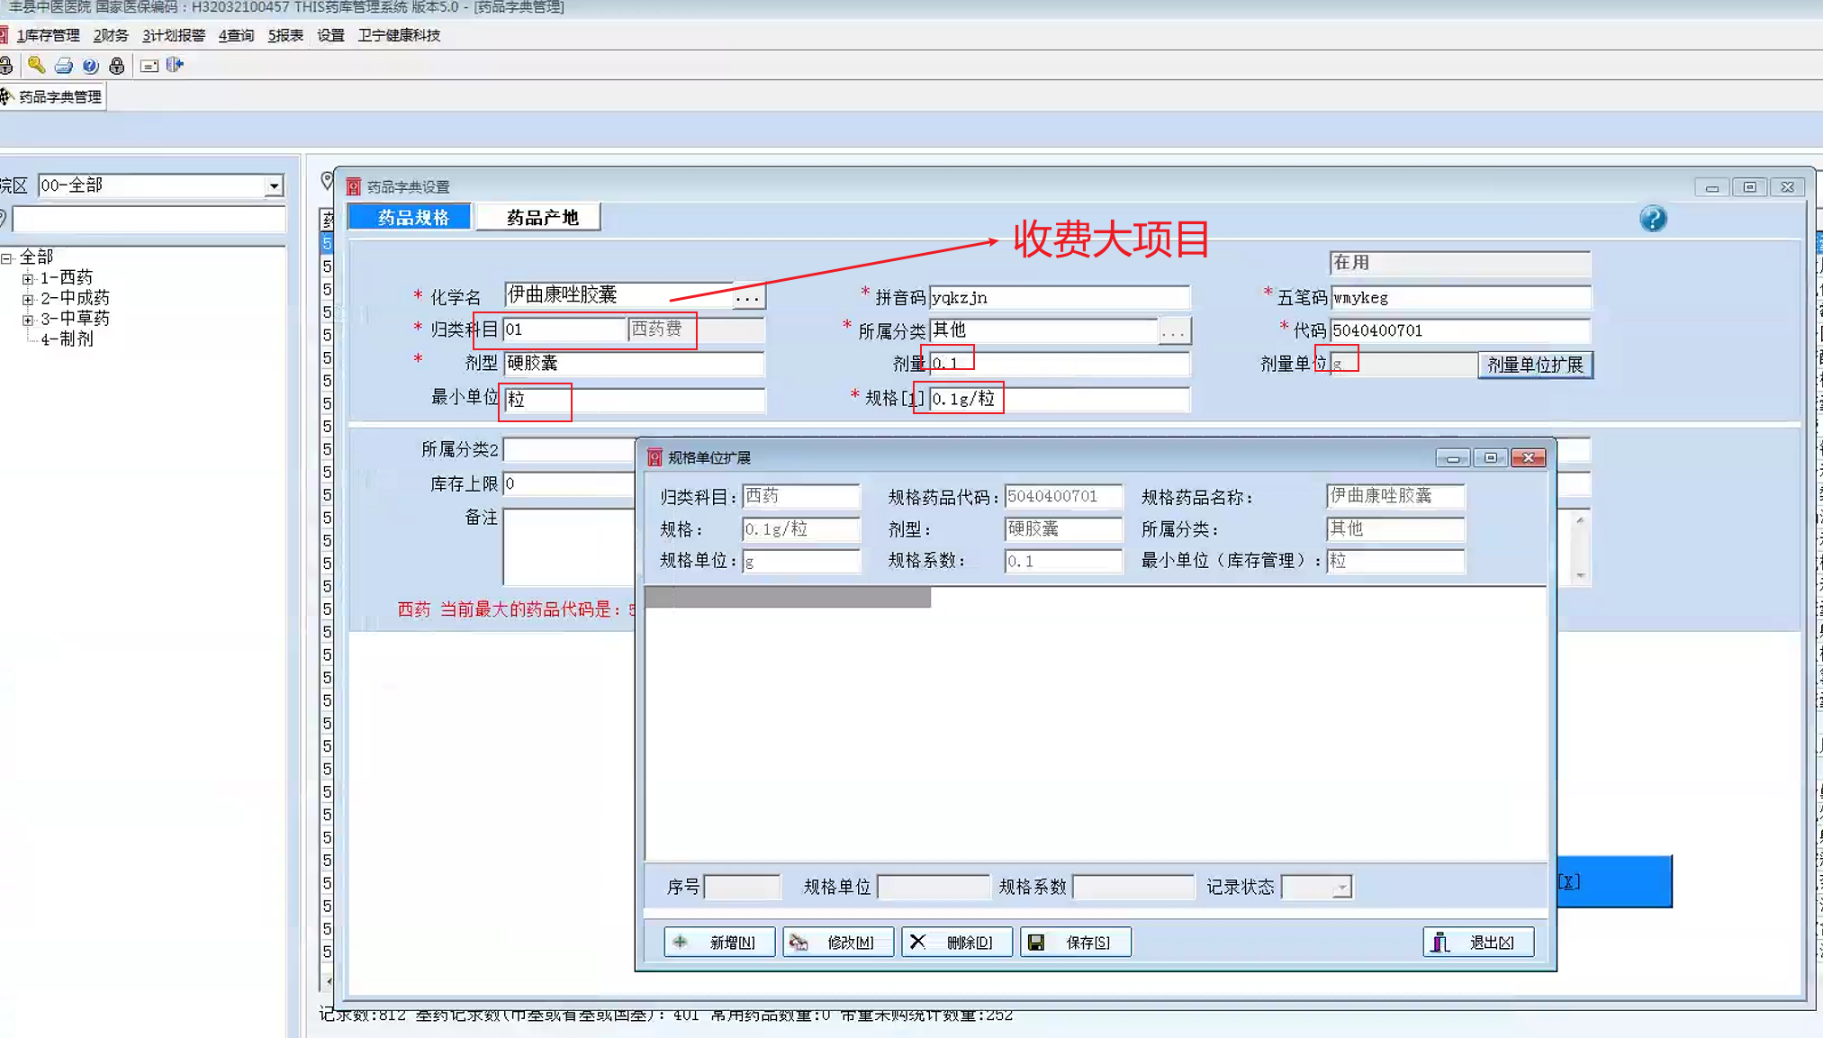 丰县中医医院 国家医保编码：H32032100457 THIS药库管理系统 版本5.0 - [药品字典管理]
1库存管理 2财务 3计划报警 4查询 5报表 设置 卫宁健康科技
药品字典管理
院区 00-全部
全部
1-西药
2-中成药
3-中草药
4-制剂
药品字典设置
药品规格 药品产地
收费大项目
在用
* 化学名 伊曲康唑胶囊 ... * 拼音码 yqkzjn * 五笔码 wmykeg
* 归类科目 01 西药费 * 所属分类 其他 ... * 代码 5040400701
* 剂型 硬胶囊 剂量 0.1 剂量单位 g 剂量单位扩展
最小单位 粒 * 规格[1] 0.1g/粒
所属分类2
库存上限 0
备注
西药 当前最大的药品代码是：5
规格单位扩展
归类科目：西药 规格药品代码：5040400701 规格药品名称：伊曲康唑胶囊
规格：0.1g/粒 剂型：硬胶囊 所属分类：其他
规格单位：g 规格系数：0.1 最小单位（库存管理）：粒
序号 规格单位 规格系数 记录状态
新增[N] 修改[M] 删除[D] 保存[S] 退出[X]
[X]
记录数:812 基药记录数(市基或省基或国基)：401 常用药品数量:0 带量采购统计数量:252